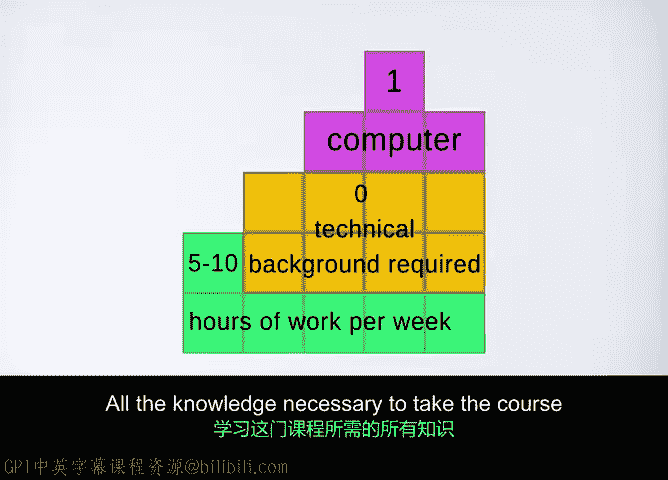 1
computer
0
technical
5-10 background required
hours of work per week
All the knowledge necessary to take the course
学习这门课程所需的所有知识
GPT中英字幕课程资源@bilibili.com